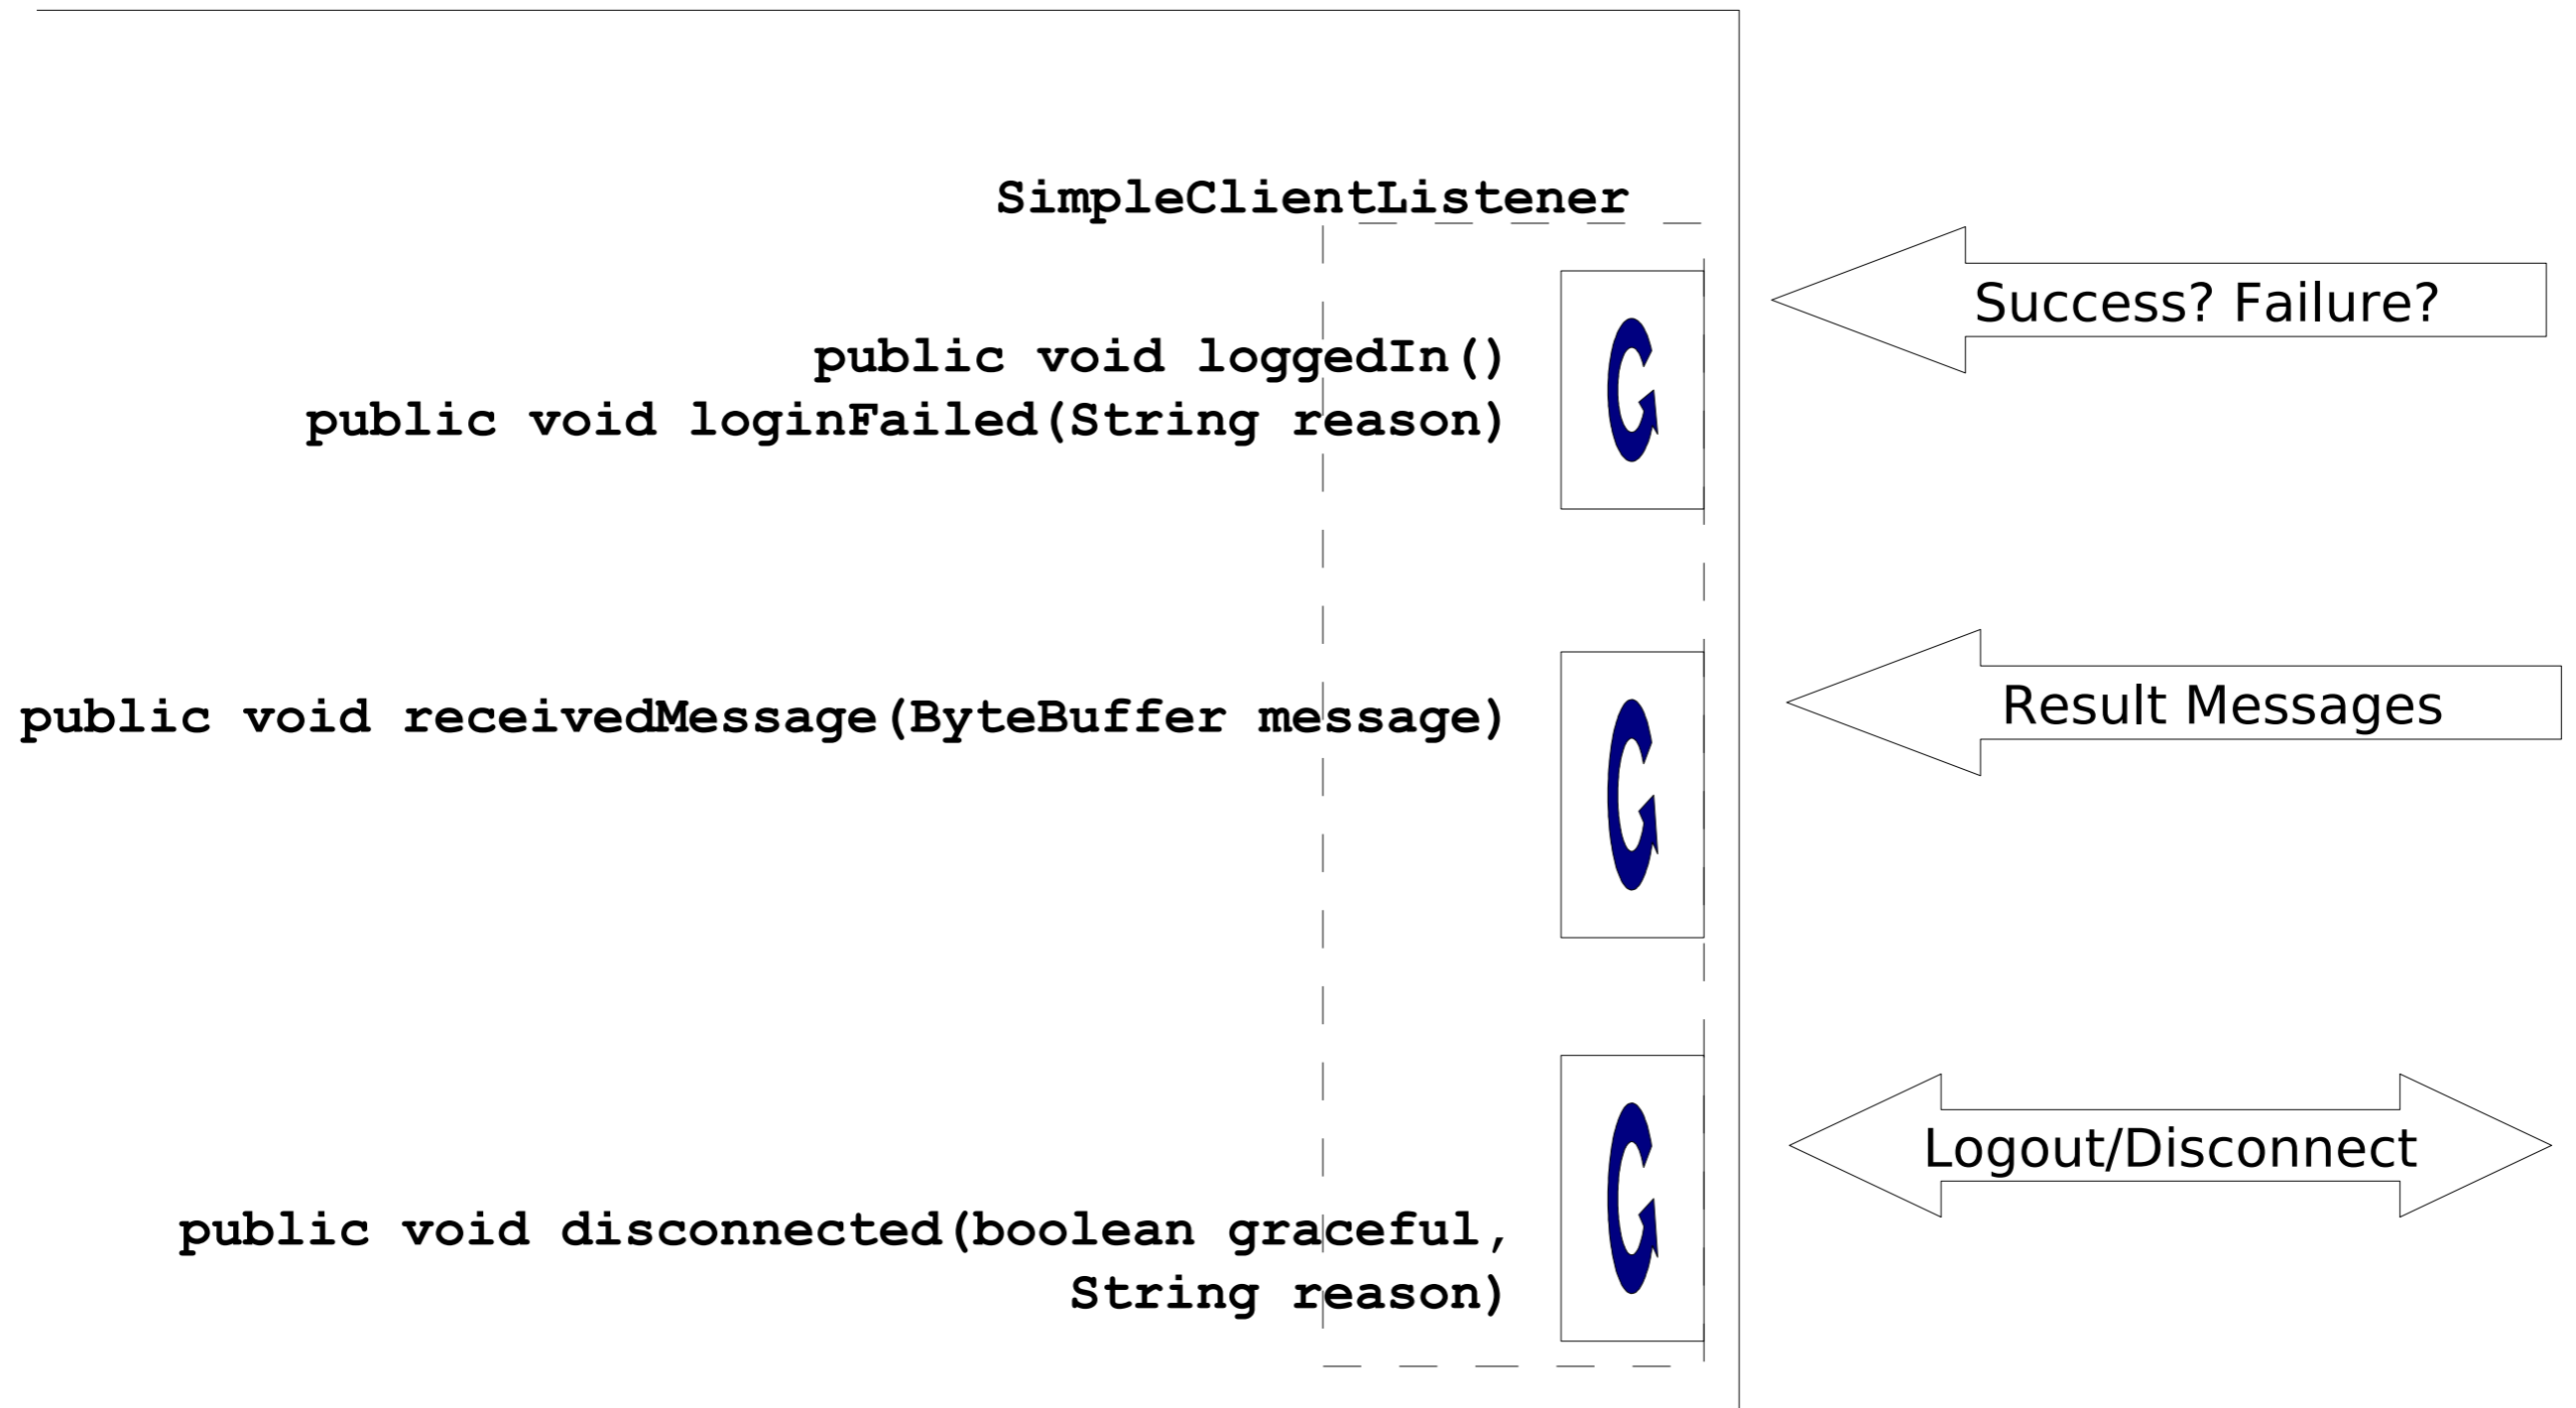 SimpleClientListener
Success? Failure?
public void loggedIn()
public void loginFailed(String reason)
public void receivedMessage(ByteBuffer message)
Result Messages
Logout/Disconnect
public void disconnected(boolean graceful,
String reason)